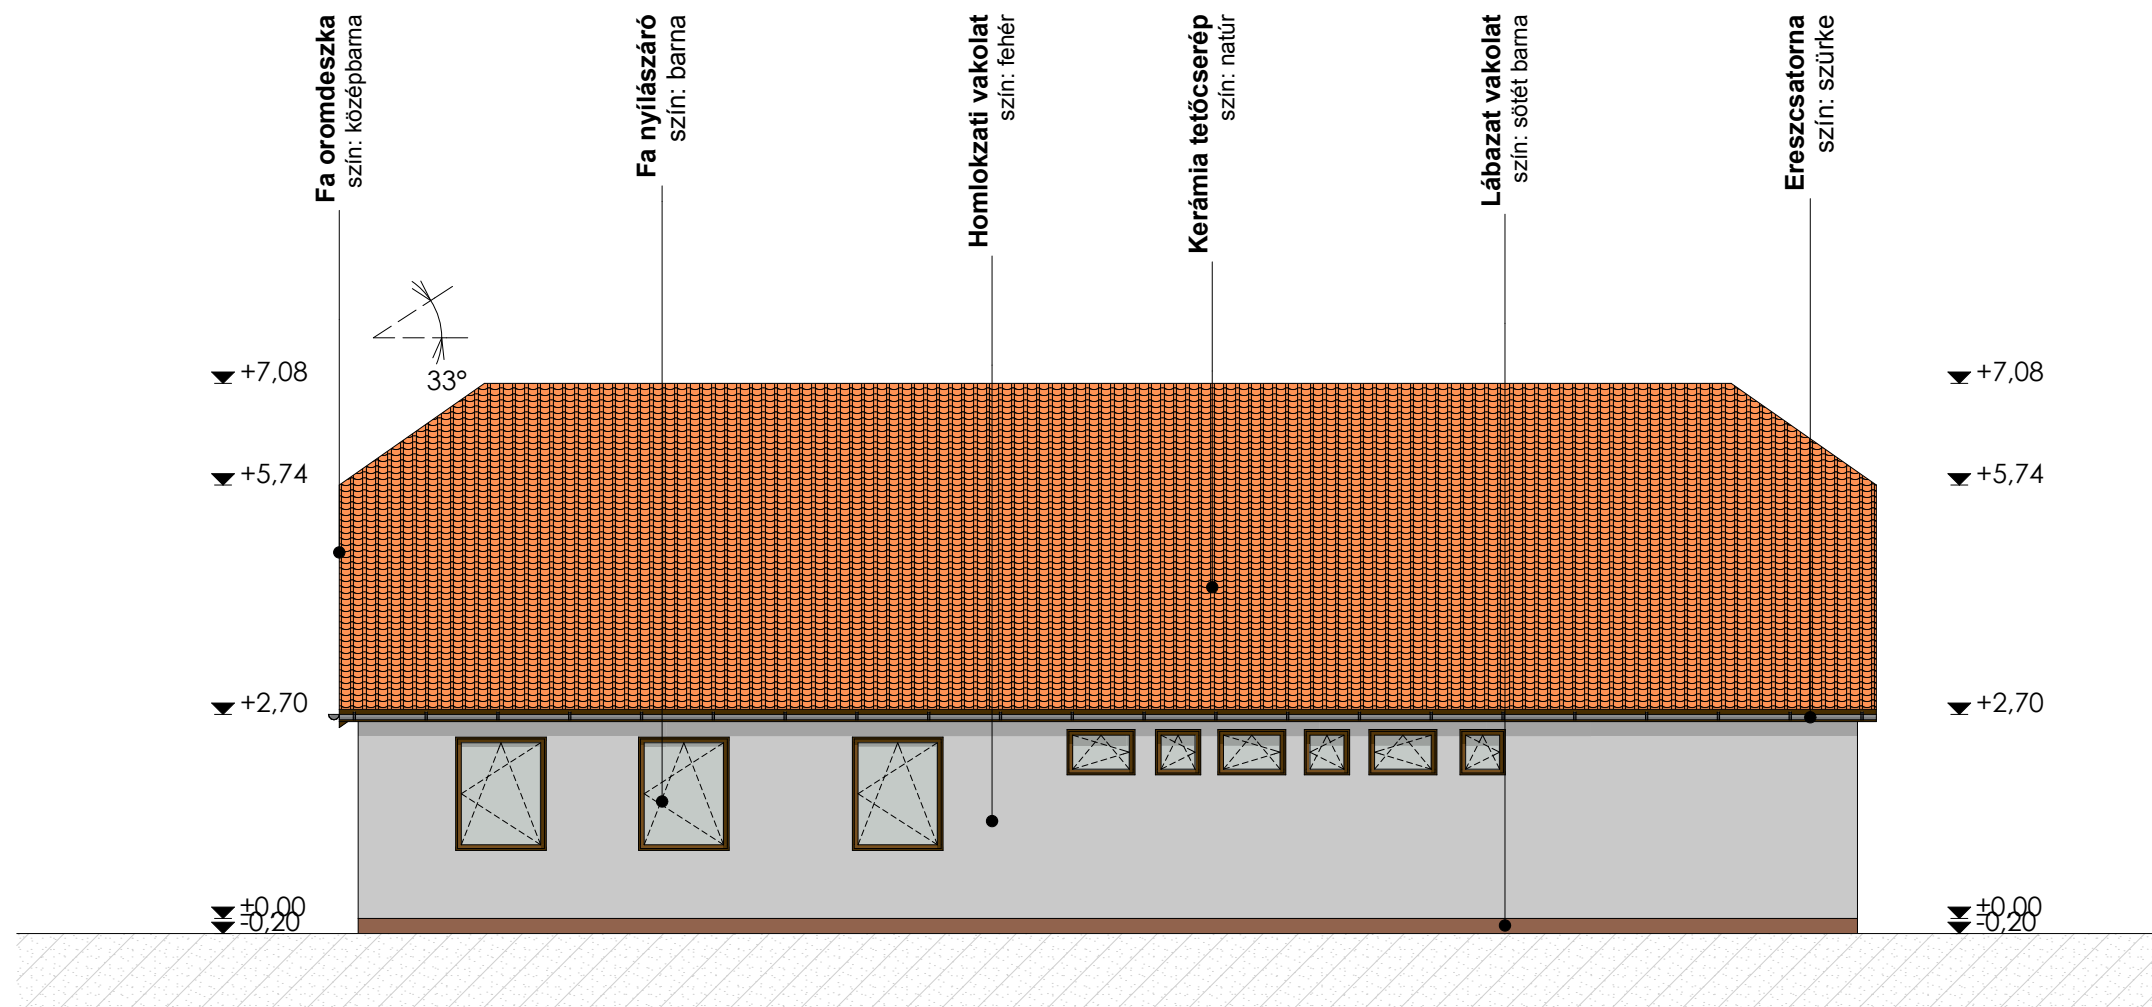 Fa oromdeszka
szín: középbarna
Fa nyílászáró
szín: barna
Homlokzati vakolat
szín: fehér
Kerámia tetőcserép
szín: natúr
Lábazat vakolat
szín: sötét barna
Ereszcsatorna
szín: szürke
33°
+7,08
+7,08
+5,74
+5,74
+2,70
+2,70
±0,00
±0,00
-0,20
-0,20